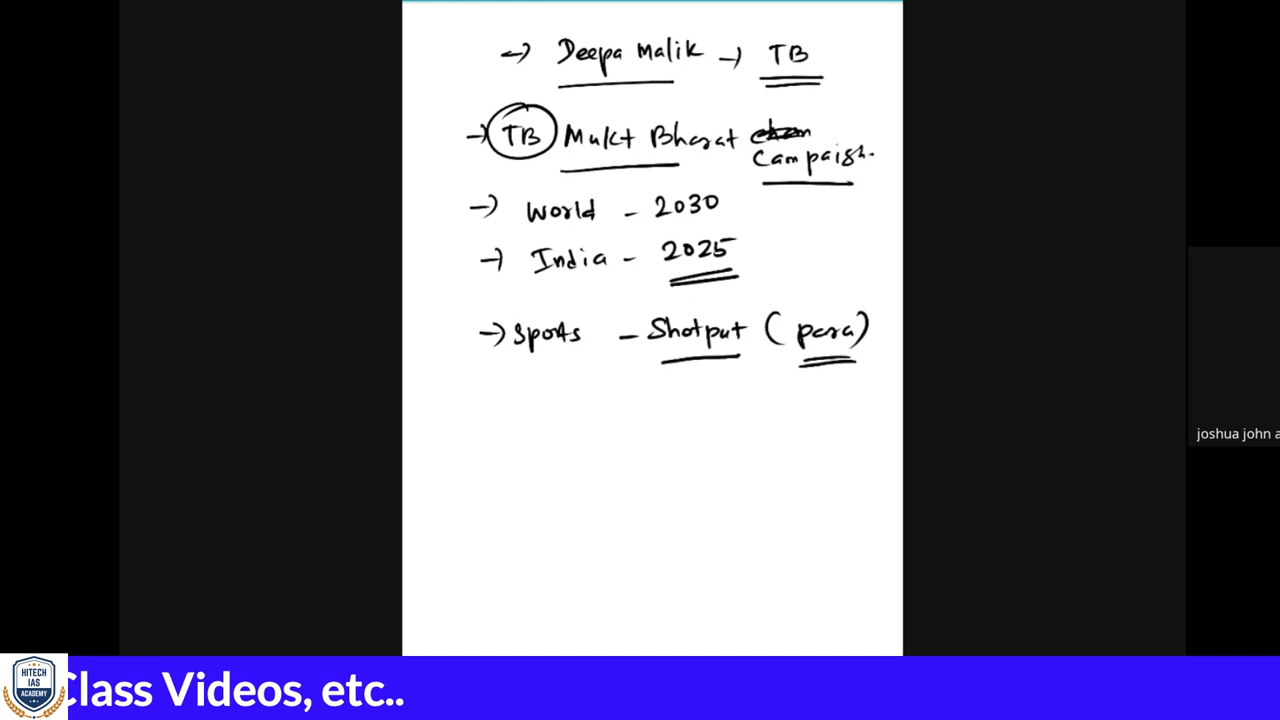 → Deepa Malik → TB
→ TB Mukt Bharat
Campaign.
→ World - 2030
→ India - 2025
→ Sports - Shotput (para)
joshua john a
HITECH
IAS
ACADEMY
Class Videos, etc..